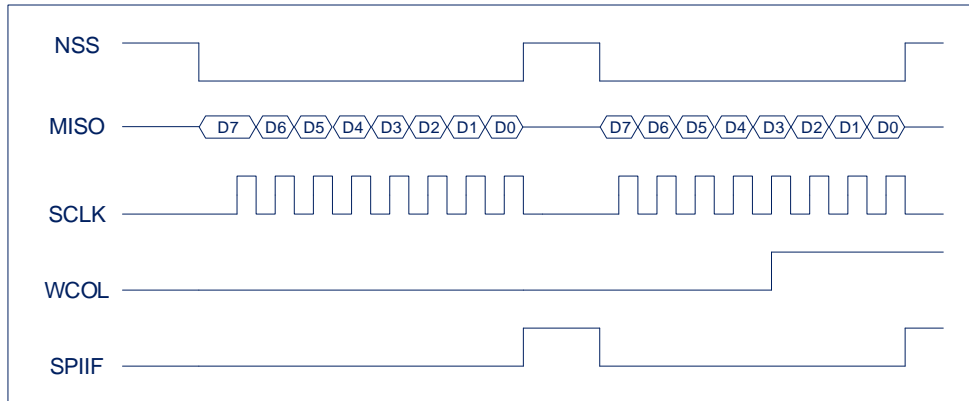 NSS
MISO D7 D6 D5 D4 D3 D2 D1 D0 D7 D6 D5 D4 D3 D2 D1 D0
SCLK
WCOL
SPIIF